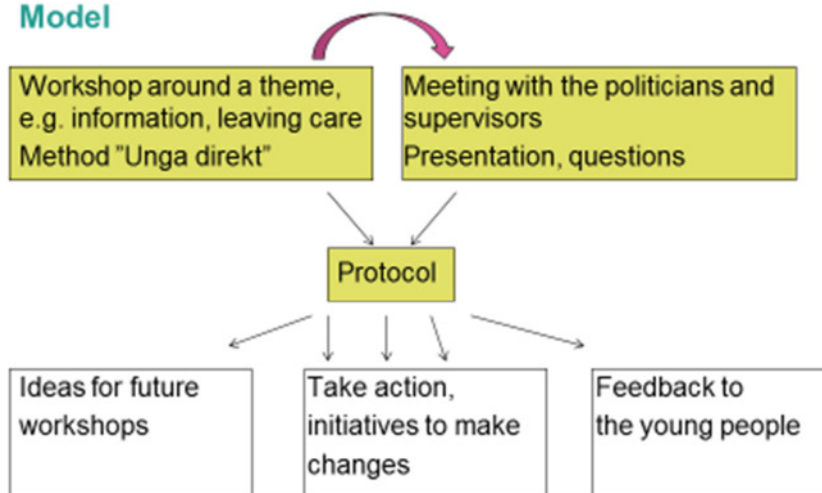 Model
Workshop around a theme,
e.g. information, leaving care
Method ”Unga direkt”
Meeting with the politicians and
supervisors
Presentation, questions
Protocol
Ideas for future
workshops
Take action,
initiatives to make
changes
Feedback to
the young people